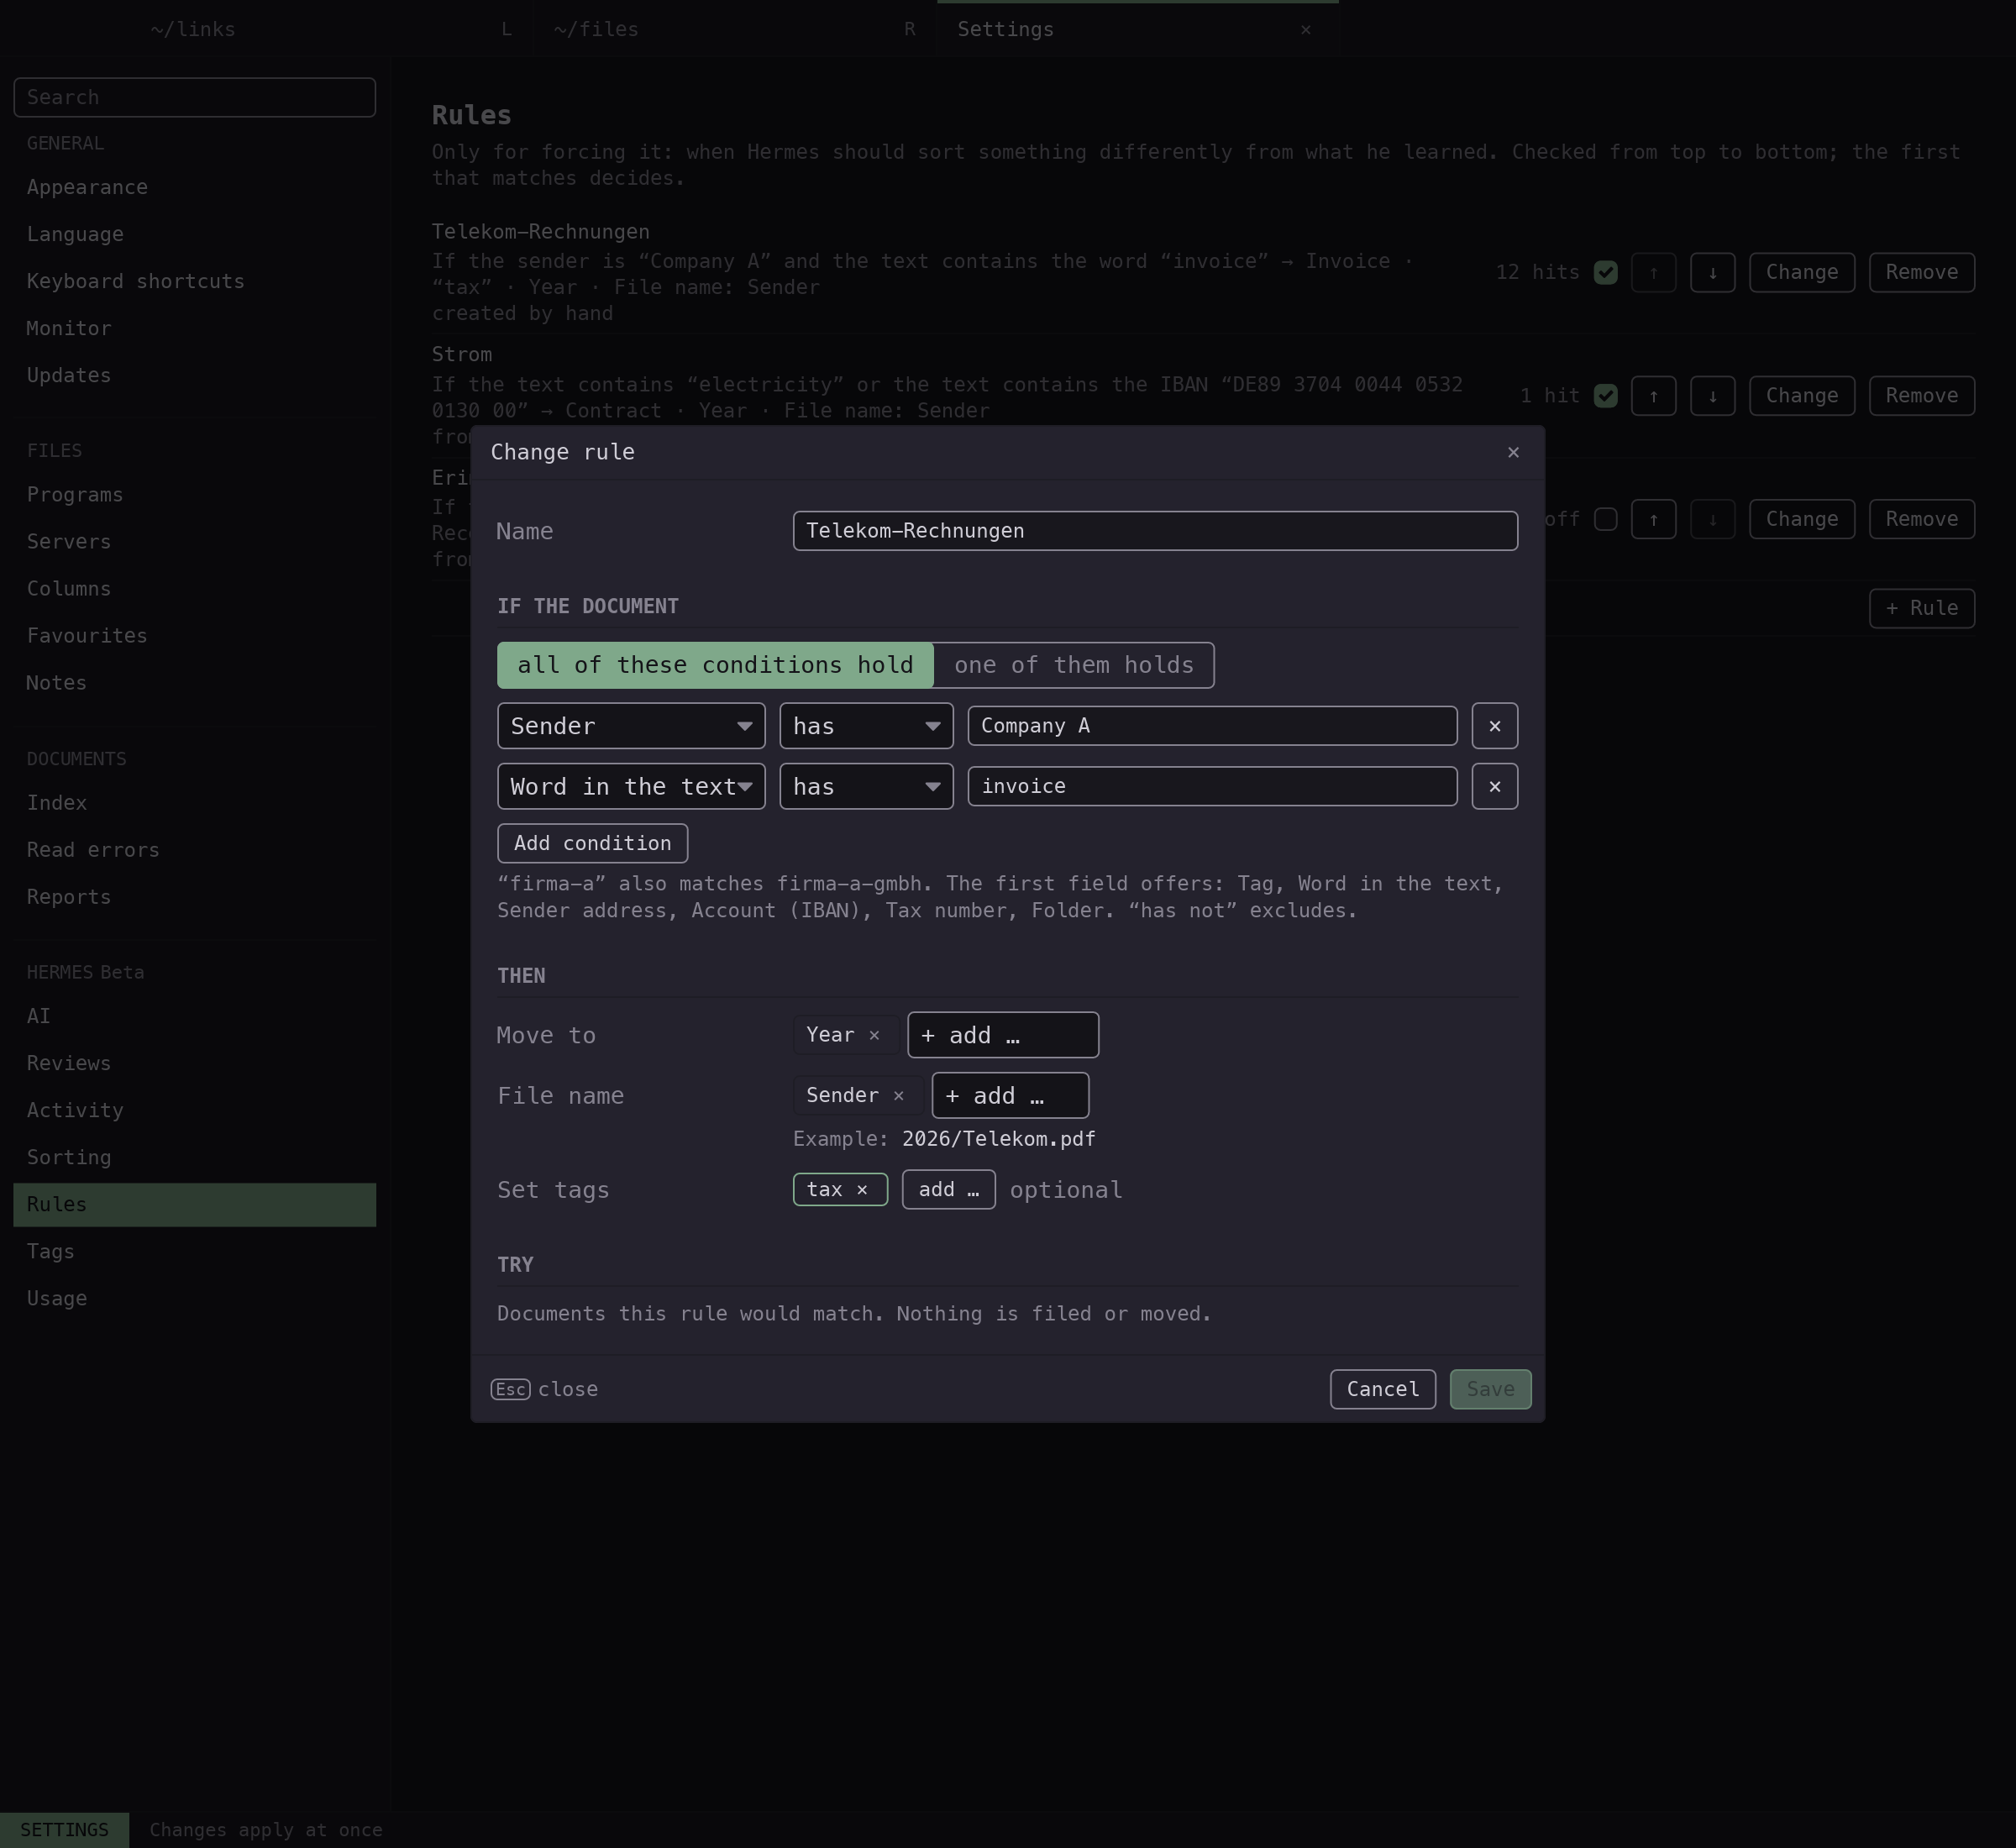 ~/links
L
~/files
R
Settings
×
Search
GENERAL
Appearance
Language
Keyboard shortcuts
Monitor
Updates
FILES
Programs
Servers
Columns
Favourites
Notes
DOCUMENTS
Index
Read errors
Reports
HERMES Beta
AI
Reviews
Activity
Sorting
Rules
Tags
Usage
Rules
Only for forcing it: when Hermes should sort something differently from what he learned. Checked from top to bottom; the first
that matches decides.
Telekom–Rechnungen
If the sender is “Company A” and the text contains the word “invoice” → Invoice ·
“tax” · Year · File name: Sender
created by hand
12 hits
↑
↓
Change
Remove
Strom
If the text contains “electricity” or the text contains the IBAN “DE89 3704 0044 0532
0130 00” → Contract · Year · File name: Sender
1 hit
↑
↓
Change
Remove
If
off
↑
↓
Change
Remove
+ Rule
Change rule
×
Name
Telekom–Rechnungen
IF THE DOCUMENT
all of these conditions hold
one of them holds
Sender
has
Company A
×
Word in the text
has
invoice
×
Add condition
“firma–a” also matches firma–a–gmbh. The first field offers: Tag, Word in the text,
Sender address, Account (IBAN), Tax number, Folder. “has not” excludes.
THEN
Move to
Year ×
+ add …
File name
Sender ×
+ add …
Example: 2026/Telekom.pdf
Set tags
tax ×
add …
optional
TRY
Documents this rule would match. Nothing is filed or moved.
Esc close
Cancel
Save
SETTINGS
Changes apply at once